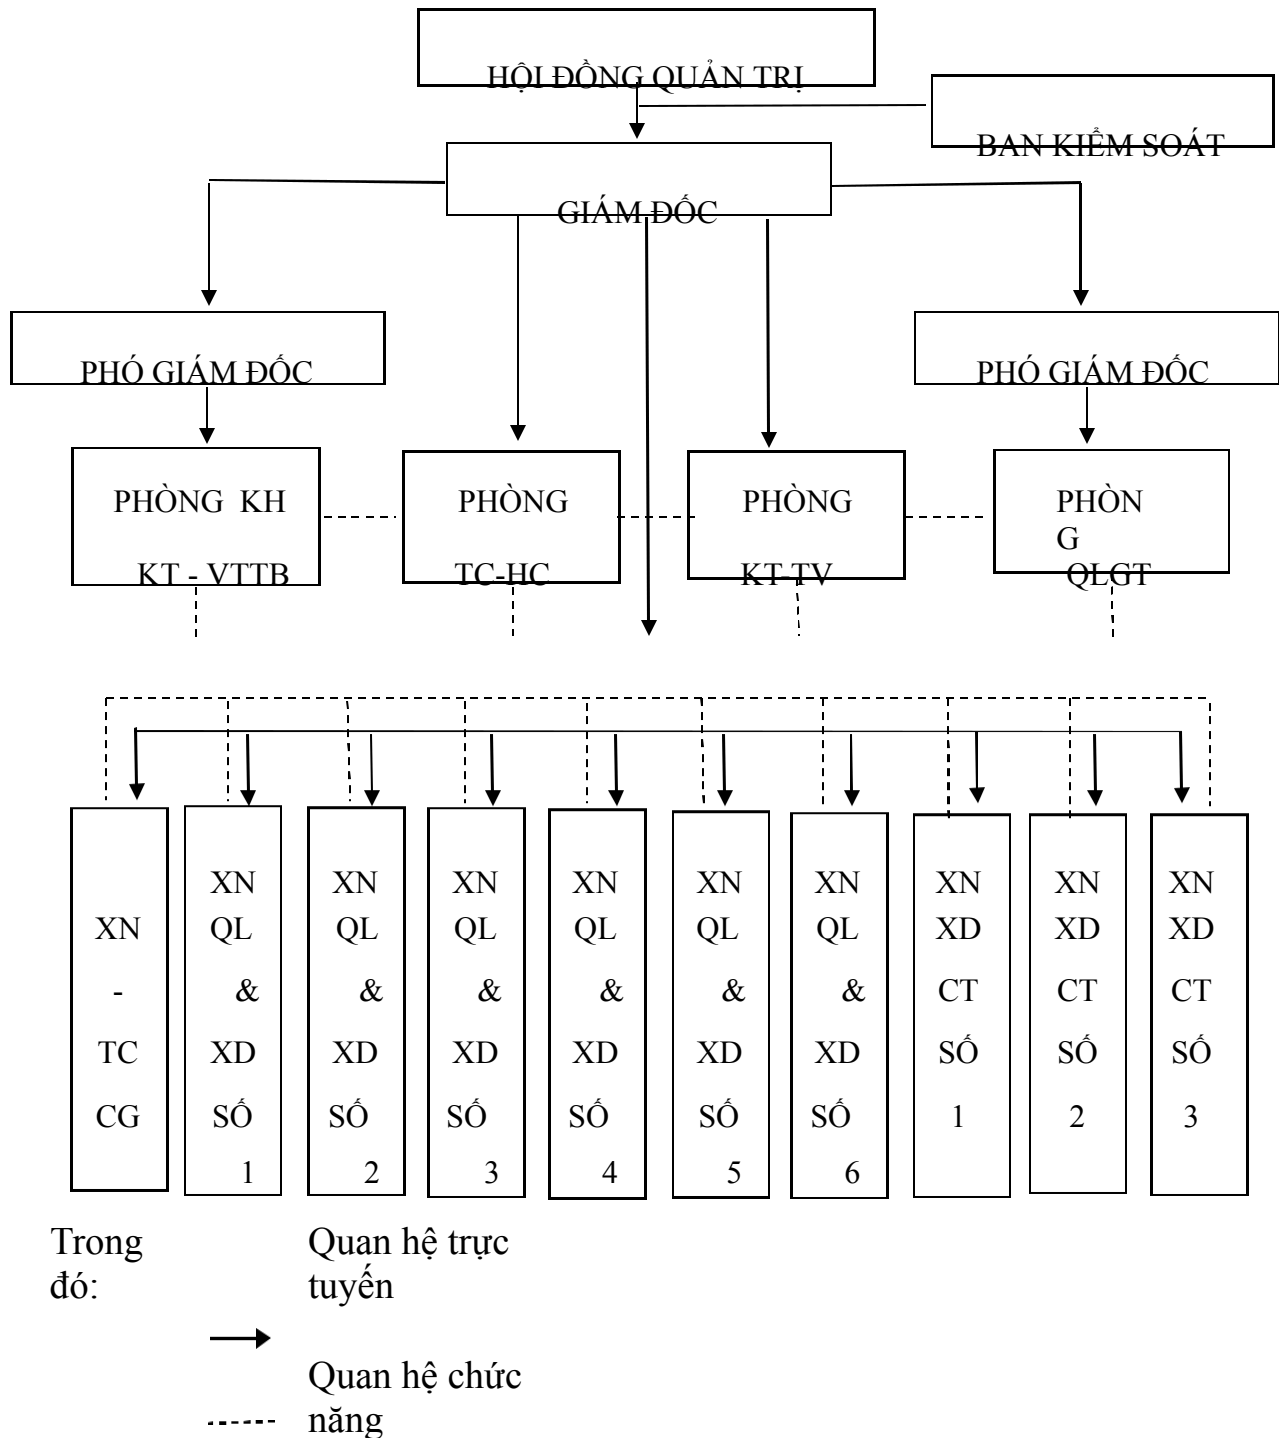 HỘI ĐỒNG QUẢN TRỊ
BAN KIỂM SOÁT
GIÁM ĐỐC
PHÓ GIÁM ĐỐC
PHÓ GIÁM ĐỐC
PHÒNG KH
KT - VTTB
PHÒNG
TC-HC
PHÒNG
KT-TV
PHÒN
G
QLGT
XN
-
TC
CG
XN
QL
&
XD
SỐ
1
XN
QL
&
XD
SỐ
2
XN
QL
&
XD
SỐ
3
XN
QL
&
XD
SỐ
4
XN
QL
&
XD
SỐ
5
XN
QL
&
XD
SỐ
6
XN
XD
CT
SỐ
1
XN
XD
CT
SỐ
2
XN
XD
CT
SỐ
3
Trong
đó:
Quan hệ trực
tuyến
Quan hệ chức
năng